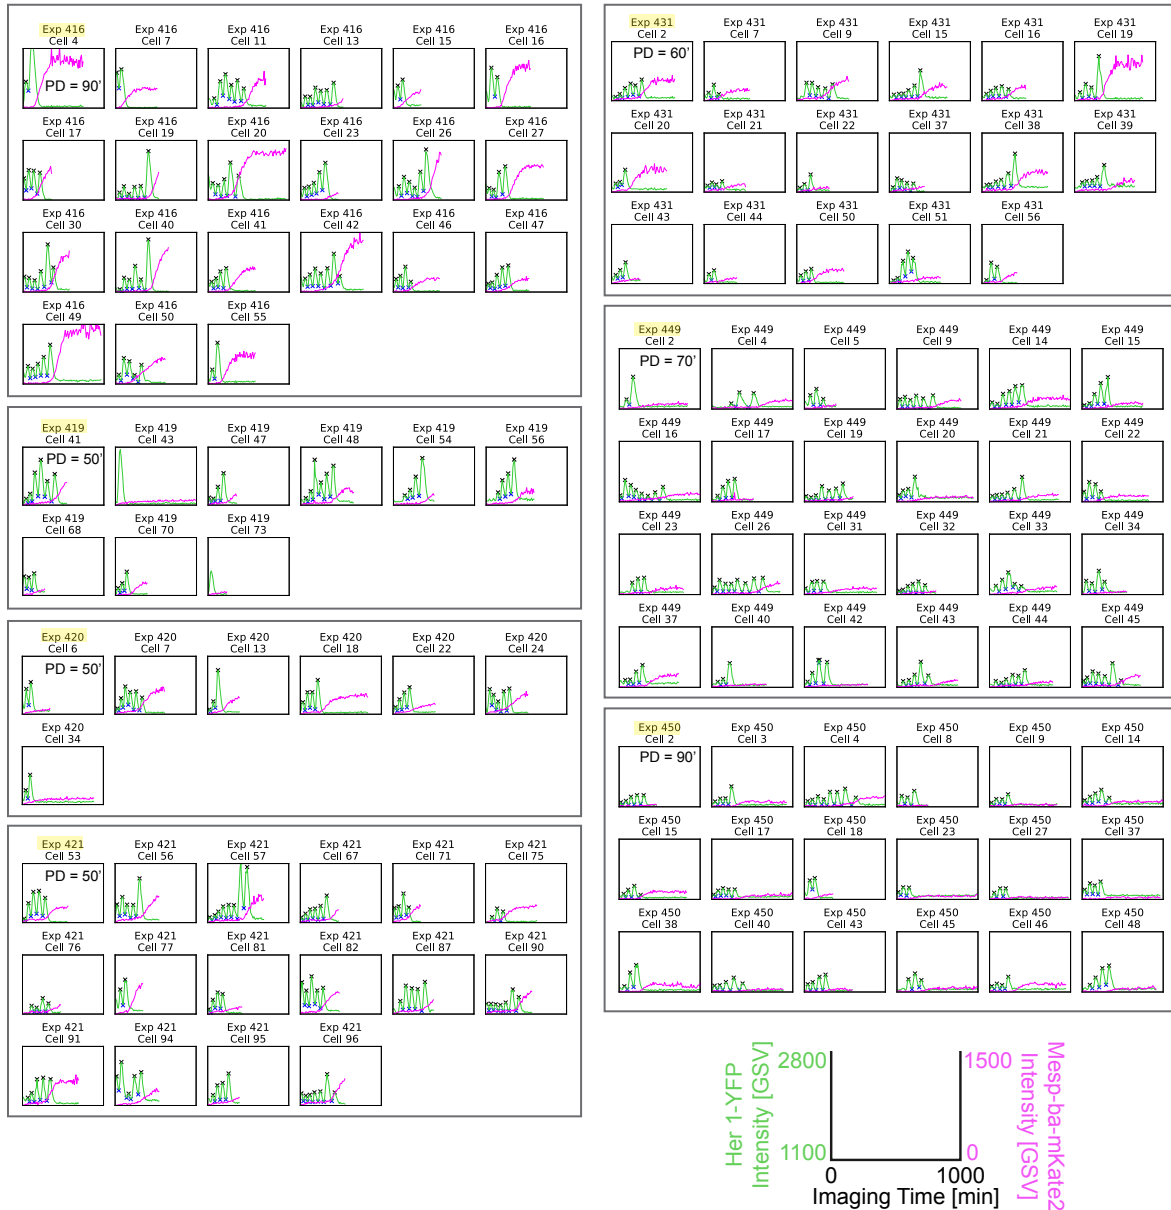 Exp 416 Exp 416 Exp 416 Exp 416 Exp 416 Exp 416
Cell 4 Cell 7 Cell 11 Cell 13 Cell 15 Cell 16
PD = 90'
Exp 416 Exp 416 Exp 416 Exp 416 Exp 416 Exp 416
Cell 17 Cell 19 Cell 20 Cell 23 Cell 26 Cell 27
Exp 416 Exp 416 Exp 416 Exp 416 Exp 416 Exp 416
Cell 30 Cell 40 Cell 41 Cell 42 Cell 46 Cell 47
Exp 416 Exp 416 Exp 416
Cell 49 Cell 50 Cell 55
Exp 419 Exp 419 Exp 419 Exp 419 Exp 419 Exp 419
Cell 41 Cell 43 Cell 47 Cell 48 Cell 54 Cell 56
PD = 50'
Exp 419 Exp 419 Exp 419
Cell 68 Cell 70 Cell 73
Exp 420 Exp 420 Exp 420 Exp 420 Exp 420 Exp 420
Cell 6 Cell 7 Cell 13 Cell 18 Cell 22 Cell 24
PD = 50'
Exp 420
Cell 34
Exp 421 Exp 421 Exp 421 Exp 421 Exp 421 Exp 421
Cell 53 Cell 56 Cell 57 Cell 67 Cell 71 Cell 75
PD = 50'
Exp 421 Exp 421 Exp 421 Exp 421 Exp 421 Exp 421
Cell 76 Cell 77 Cell 81 Cell 82 Cell 87 Cell 90
Exp 421 Exp 421 Exp 421 Exp 421
Cell 91 Cell 94 Cell 95 Cell 96
Exp 431 Exp 431 Exp 431 Exp 431 Exp 431 Exp 431
Cell 2 Cell 7 Cell 9 Cell 15 Cell 16 Cell 19
PD = 60'
Exp 431 Exp 431 Exp 431 Exp 431 Exp 431 Exp 431
Cell 20 Cell 21 Cell 22 Cell 37 Cell 38 Cell 39
Exp 431 Exp 431 Exp 431 Exp 431 Exp 431
Cell 43 Cell 44 Cell 50 Cell 51 Cell 56
Exp 449 Exp 449 Exp 449 Exp 449 Exp 449 Exp 449
Cell 2 Cell 4 Cell 5 Cell 9 Cell 14 Cell 15
PD = 70'
Exp 449 Exp 449 Exp 449 Exp 449 Exp 449 Exp 449
Cell 16 Cell 17 Cell 19 Cell 20 Cell 21 Cell 22
Exp 449 Exp 449 Exp 449 Exp 449 Exp 449 Exp 449
Cell 23 Cell 26 Cell 31 Cell 32 Cell 33 Cell 34
Exp 449 Exp 449 Exp 449 Exp 449 Exp 449 Exp 449
Cell 37 Cell 40 Cell 42 Cell 43 Cell 44 Cell 45
Exp 450 Exp 450 Exp 450 Exp 450 Exp 450 Exp 450
Cell 2 Cell 3 Cell 4 Cell 8 Cell 9 Cell 14
PD = 90'
Exp 450 Exp 450 Exp 450 Exp 450 Exp 450 Exp 450
Cell 15 Cell 17 Cell 18 Cell 23 Cell 27 Cell 37
Exp 450 Exp 450 Exp 450 Exp 450 Exp 450 Exp 450
Cell 38 Cell 40 Cell 43 Cell 45 Cell 46 Cell 48
Her 1-YFP
Intensity [GSV]
2800
1100
0 1000
Imaging Time [min]
1500
0
Mesp-ba-mKate2
Intensity [GSV]